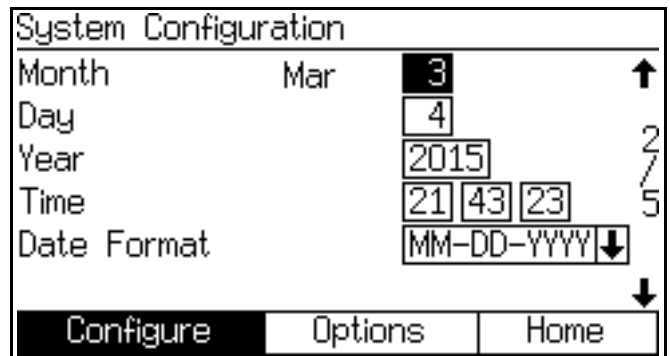 System Configuration
Month Mar 3
Day 4
Year 2015
Time 21 43 23
Date Format MM-DD-YYYY
2/5
Configure Options Home